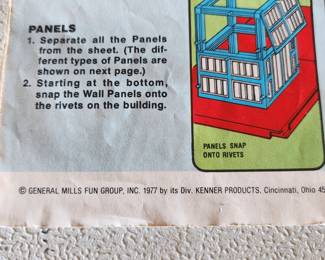 PANELS
1. Separate all the Panels
from the sheet. (The dif-
ferent types of Panels are
shown on next page.)
2. Starting at the bottom,
snap the Wall Panels onto
the rivets on the building.
PANELS SNAP
ONTO RIVETS
© GENERAL MILLS FUN GROUP, INC. 1977 by its Div. KENNER PRODUCTS, Cincinnati, Ohio 45